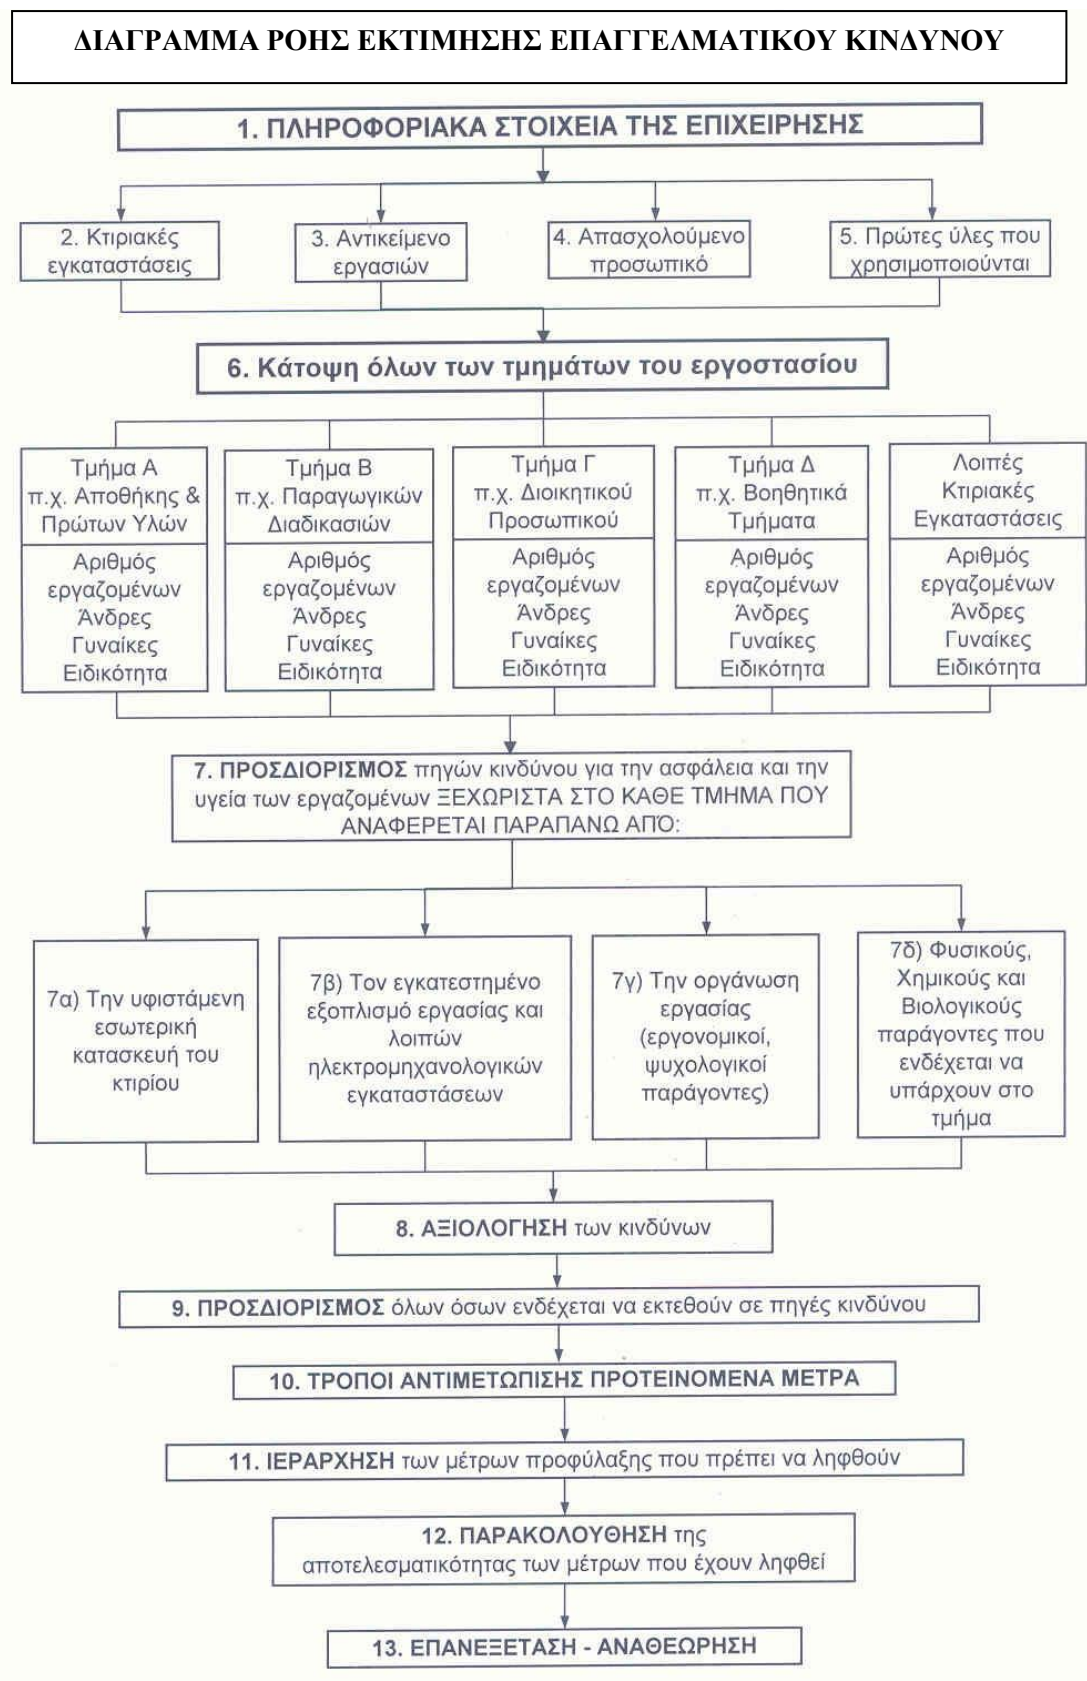 ΔΙΑΓΡΑΜΜΑ ΡΟΗΣ ΕΚΤΙΜΗΣΗΣ ΕΠΑΓΓΕΛΜΑΤΙΚΟΥ ΚΙΝΔΥΝΟΥ
1. ΠΛΗΡΟΦΟΡΙΑΚΑ ΣΤΟΙΧΕΙΑ ΤΗΣ ΕΠΙΧΕΙΡΗΣΗΣ
2. Κτιριακές
εγκαταστάσεις
3. Αντικείμενο
εργασιών
4. Απασχολούμενο
προσωπικό
5. Πρώτες ύλες που
χρησιμοποιούνται
6. Κάτοψη όλων των τμημάτων του εργοστασίου
Τμήμα Α
π.χ. Αποθήκης &
Πρώτων Υλών
Αριθμός
εργαζομένων
Άνδρες
Γυναίκες
Ειδικότητα
Τμήμα Β
π.χ. Παραγωγικών
Διαδικασιών
Αριθμός
εργαζομένων
Άνδρες
Γυναίκες
Ειδικότητα
Τμήμα Γ
π.χ. Διοικητικού
Προσωπικού
Αριθμός
εργαζομένων
Άνδρες
Γυναίκες
Ειδικότητα
Τμήμα Δ
π.χ. Βοηθητικά
Τμήματα
Αριθμός
εργαζομένων
Άνδρες
Γυναίκες
Ειδικότητα
Λοιπές
Κτιριακές
Εγκαταστάσεις
Αριθμός
εργαζομένων
Άνδρες
Γυναίκες
Ειδικότητα
7. ΠΡΟΣΔΙΟΡΙΣΜΟΣ πηγών κινδύνου για την ασφάλεια και την
υγεία των εργαζομένων ΞΕΧΩΡΙΣΤΑ ΣΤΟ ΚΑΘΕ ΤΜΗΜΑ ΠΟΥ
ΑΝΑΦΕΡΕΤΑΙ ΠΑΡΑΠΑΝΩ ΑΠΌ:
7α) Την υφιστάμενη
εσωτερική
κατασκευή του
κτιρίου
7β) Τον εγκατεστημένο
εξοπλισμό εργασίας και
λοιπών
ηλεκτρομηχανολογικών
εγκαταστάσεων
7γ) Την οργάνωση
εργασίας
(εργονομικοί,
ψυχολογικοί
παράγοντες)
7δ) Φυσικούς,
Χημικούς και
Βιολογικούς
παράγοντες που
ενδέχεται να
υπάρχουν στο
τμήμα
8. ΑΞΙΟΛΟΓΗΣΗ των κινδύνων
9. ΠΡΟΣΔΙΟΡΙΣΜΟΣ όλων όσων ενδέχεται να εκτεθούν σε πηγές κινδύνου
10. ΤΡΟΠΟΙ ΑΝΤΙΜΕΤΩΠΙΣΗΣ ΠΡΟΤΕΙΝΟΜΕΝΑ ΜΕΤΡΑ
11. ΙΕΡΑΡΧΗΣΗ των μέτρων προφύλαξης που πρέπει να ληφθούν
12. ΠΑΡΑΚΟΛΟΥΘΗΣΗ της
αποτελεσματικότητας των μέτρων που έχουν ληφθεί
13. ΕΠΑΝΕΞΕΤΑΣΗ - ΑΝΑΘΕΩΡΗΣΗ